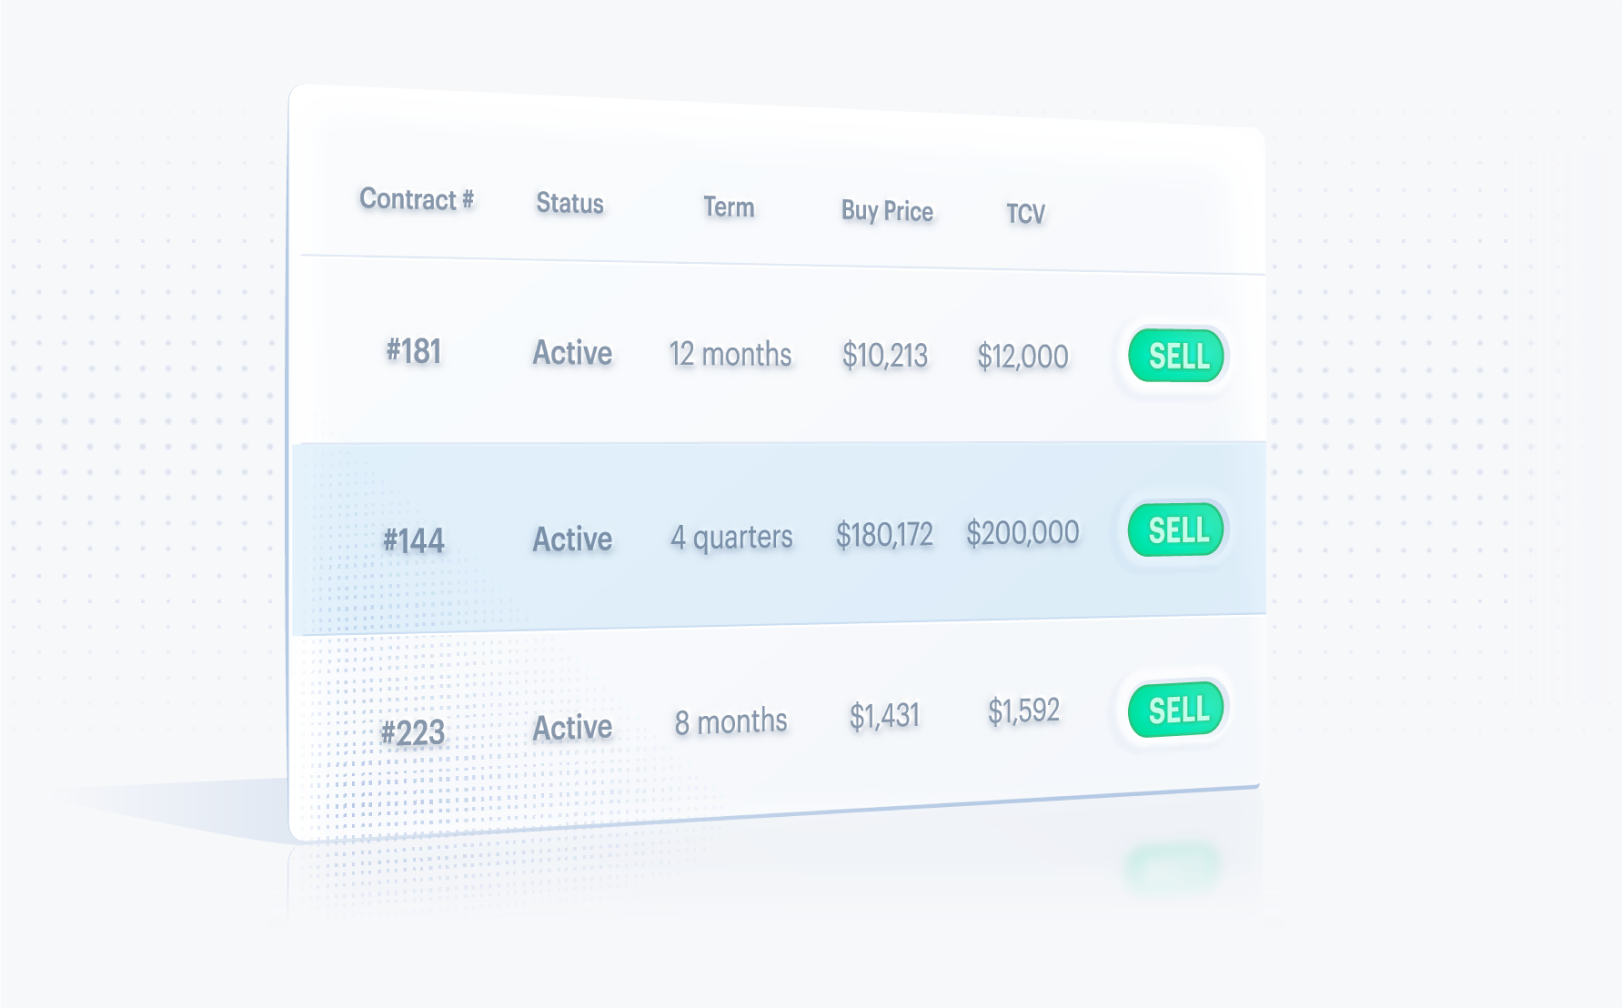 Contract # Status Term Buy Price TCV
#181 Active 12 months $10,213 $12,000 SELL
#144 Active 4 quarters $180,172 $200,000 SELL
#223 Active 8 months $1,431 $1,592 SELL